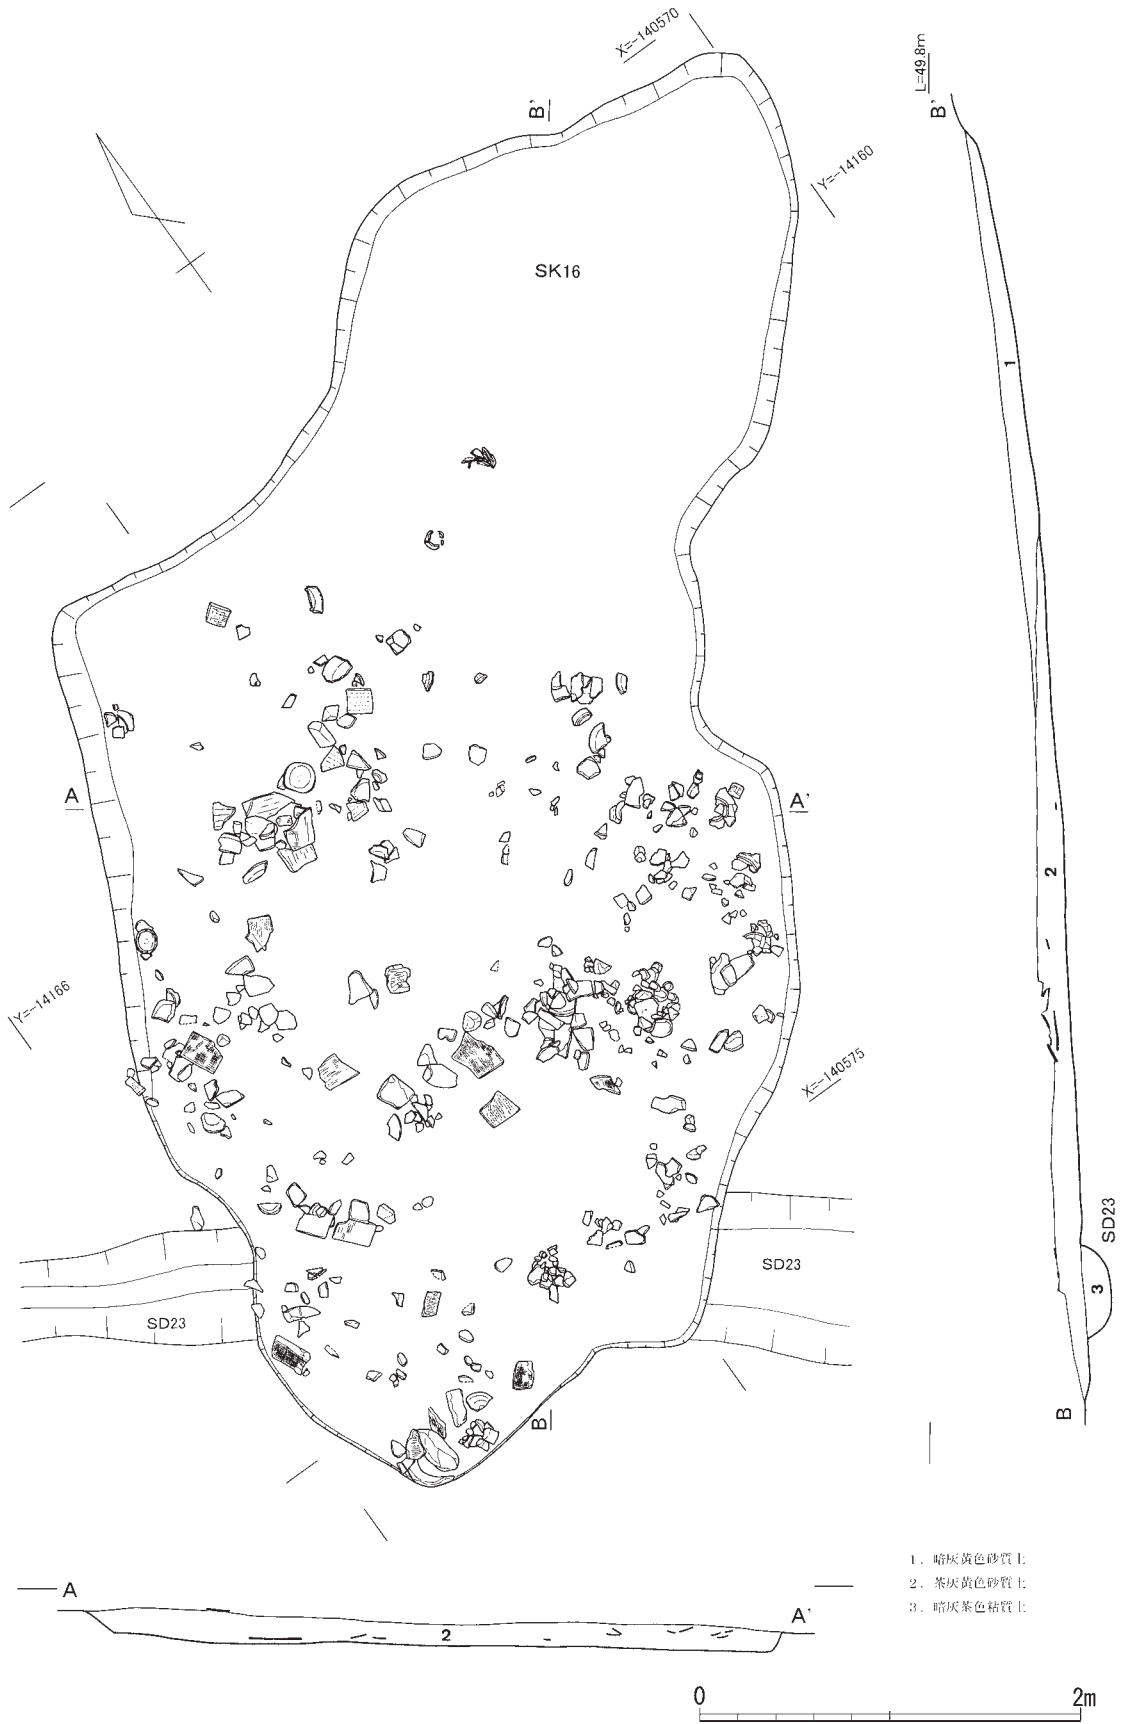 X=-140570
L=49.8m
B'
B'
Y=-14160
SK16
1
A
A'
2
Y=-14166
X=-140575
SD23
SD23
SD23
3
B
B
1．暗灰黄色砂質土
2．茶灰黄色砂質土
3．暗灰茶色粘質土
A
A'
2
0 2m